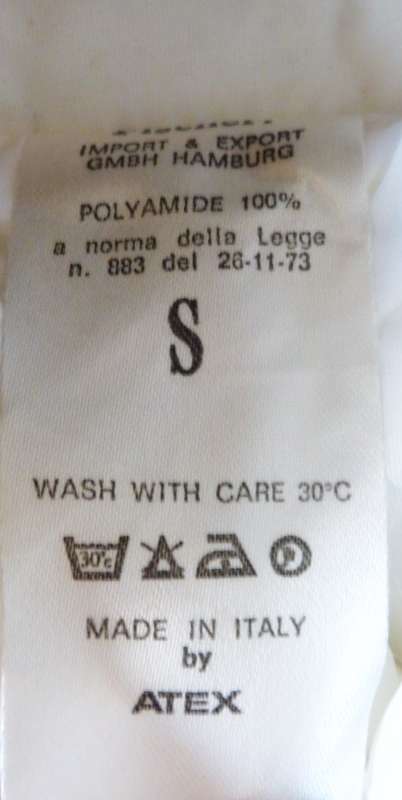 IMPORT & EXPORT
GMBH HAMBURG
POLYAMIDE 100%
a norma della Legge
n. 883 del 26-11-73
S
WASH WITH CARE 30°C
30°c P
MADE IN ITALY
by
ATEX